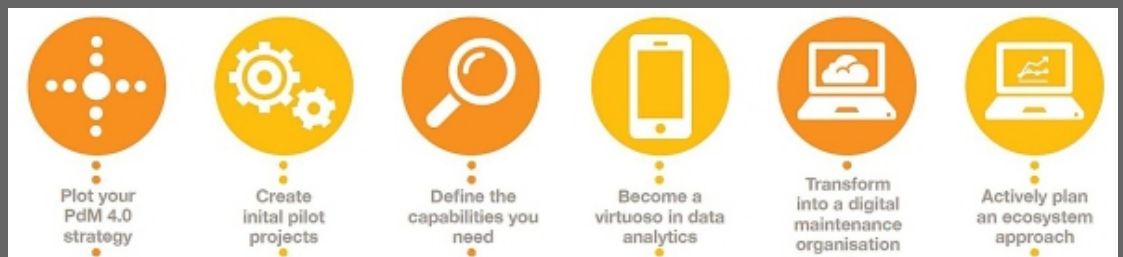 Plot your
PdM 4.0
strategy
Create
inital pilot
projects
Define the
capabilities you
need
Become a
virtuoso in data
analytics
Transform
into a digital
maintenance
organisation
Actively plan
an ecosystem
approach